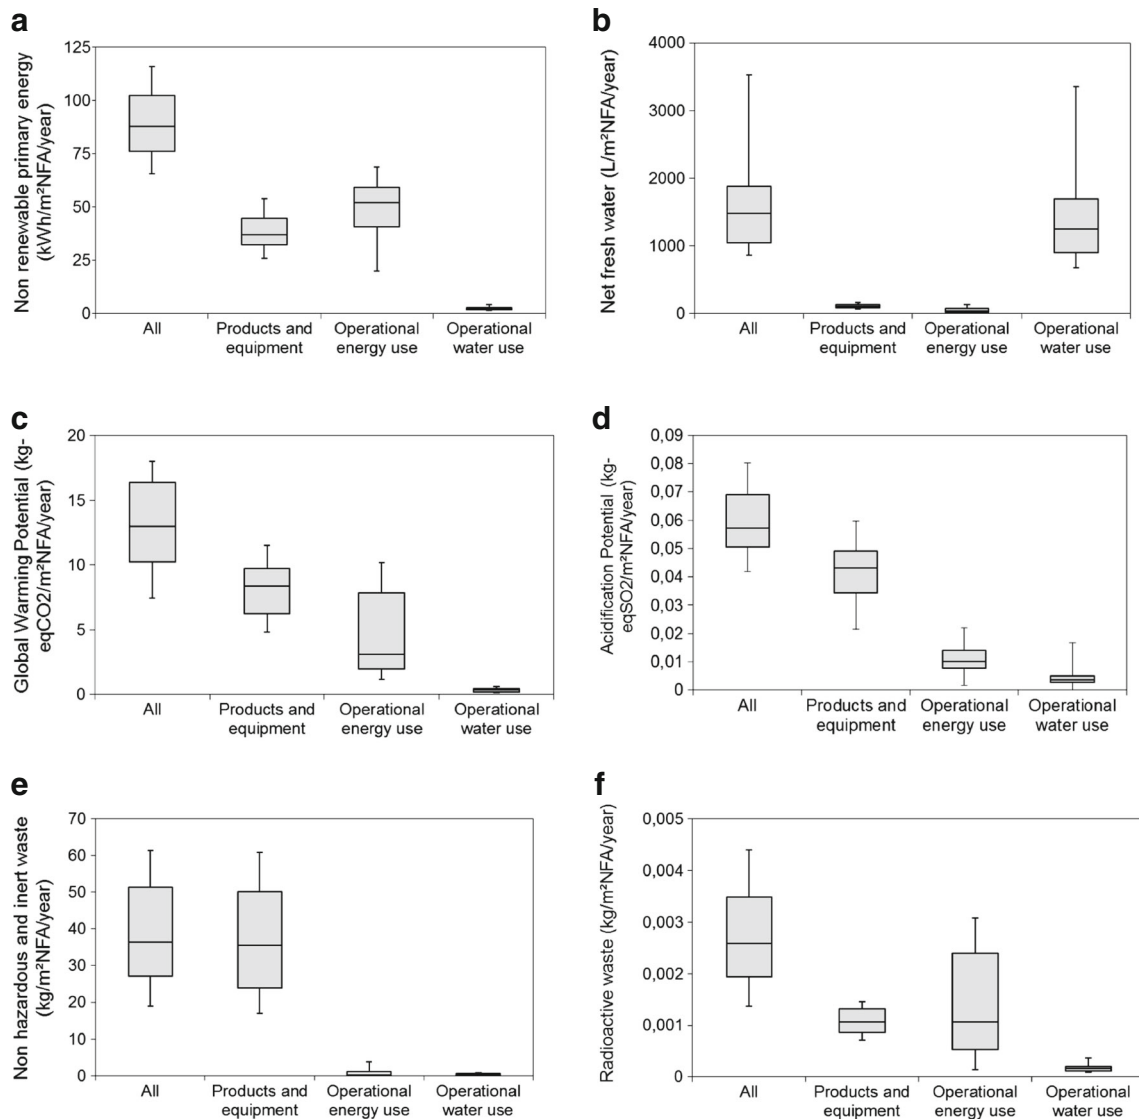 a
Non renewable primary energy
(kWh/m²NFA/year)
125
100
75
50
25
0
All
Products and
equipment
Operational
energy use
Operational
water use
b
Net fresh water (L/m²NFA/year)
4000
3000
2000
1000
0
All
Products and
equipment
Operational
energy use
Operational
water use
c
Global Warming Potential (kg-
eqCO2/m²NFA/year)
20
15
10
5
0
All
Products and
equipment
Operational
energy use
Operational
water use
d
Acidification Potential (kg-
eqSO2/m²NFA/year)
0,09
0,08
0,07
0,06
0,05
0,04
0,03
0,02
0,01
0
All
Products and
equipment
Operational
energy use
Operational
water use
e
Non hazardous and inert waste
(kg/m²NFA/year)
70
60
50
40
30
20
10
0
All
Products and
equipment
Operational
energy use
Operational
water use
f
Radioactive waste (kg/m²NFA/year)
0,005
0,004
0,003
0,002
0,001
0
All
Products and
equipment
Operational
energy use
Operational
water use